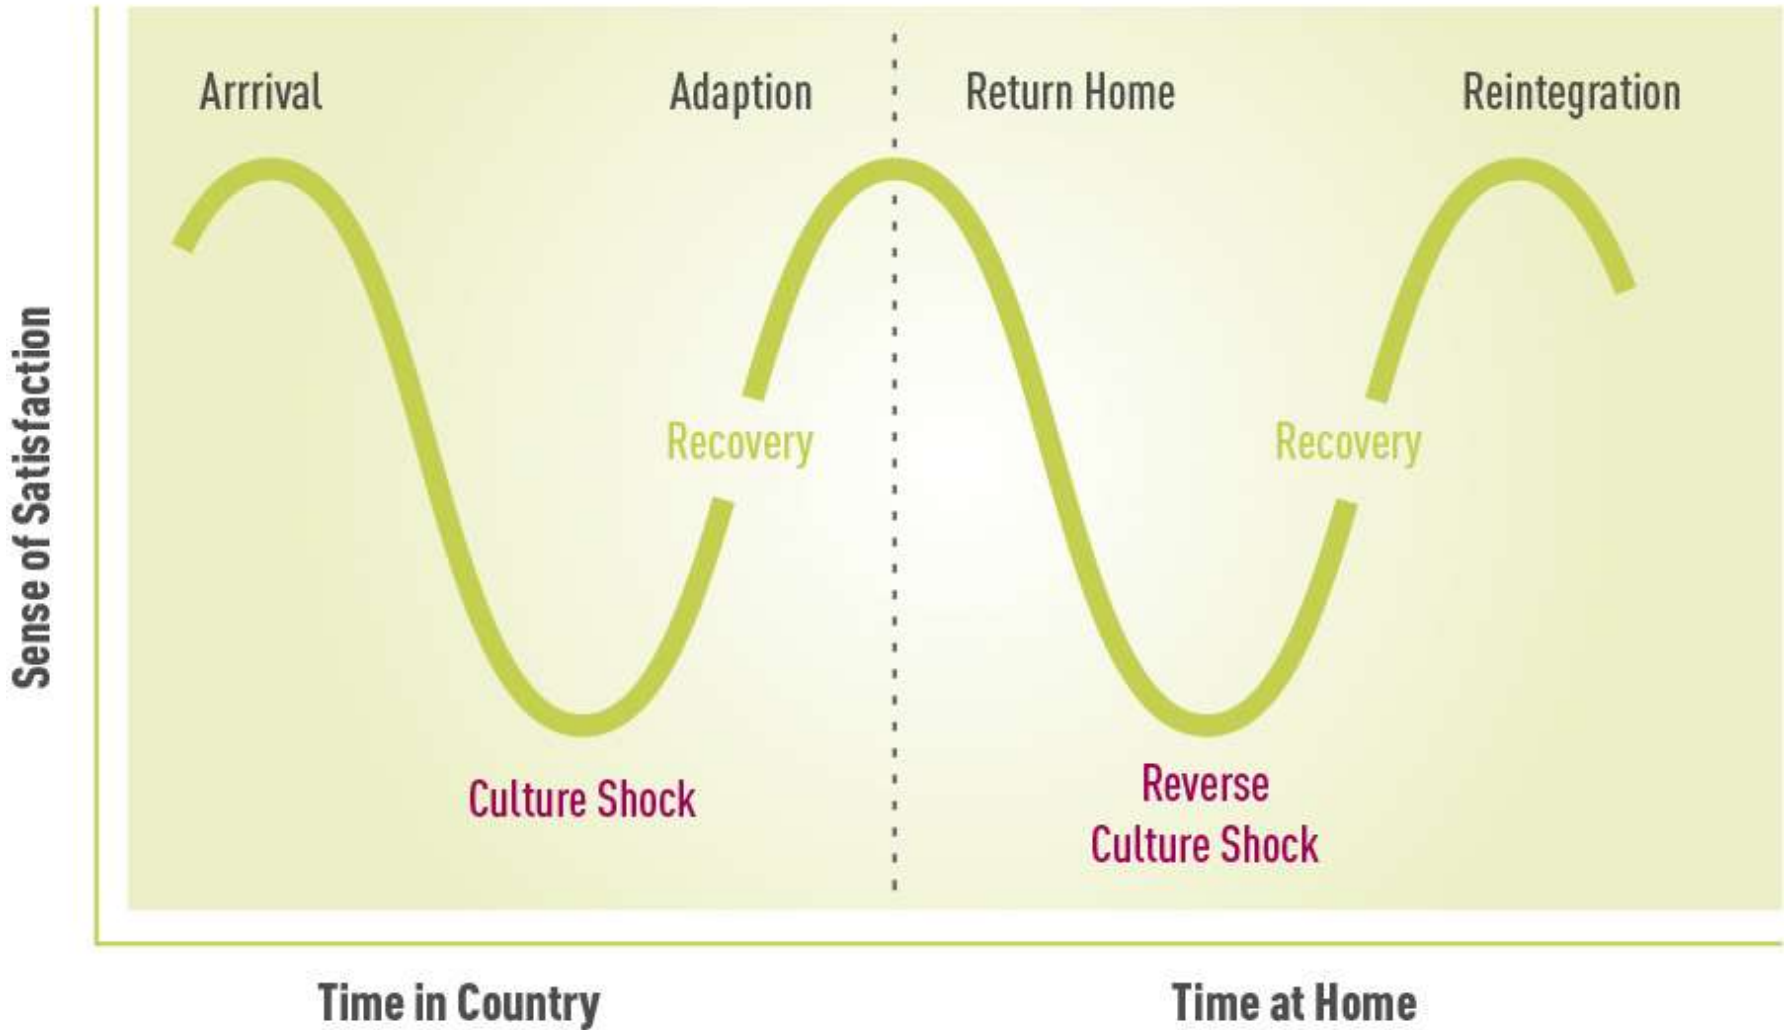 Arrrival
Adaption
Return Home
Reintegration
Sense of Satisfaction
Recovery
Recovery
Culture Shock
Reverse
Culture Shock
Time in Country
Time at Home